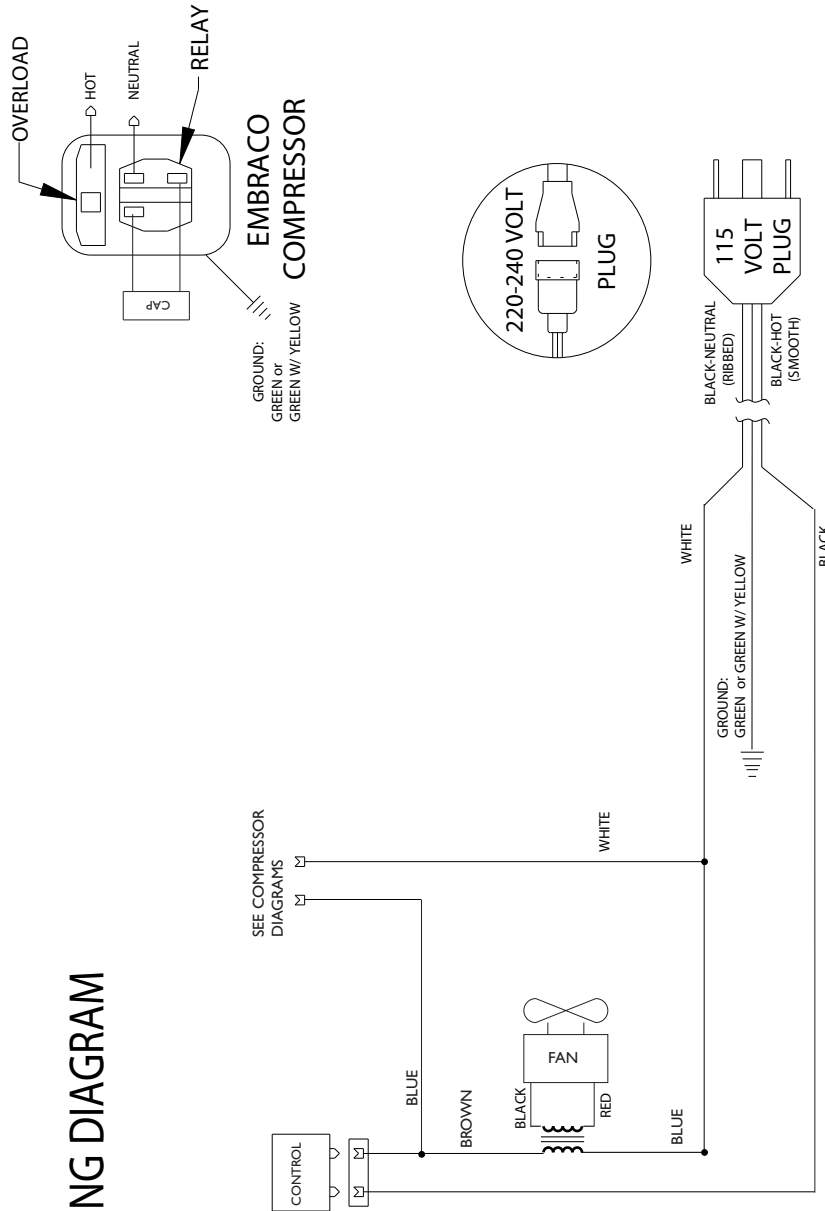 NG DIAGRAM
OVERLOAD
HOT
NEUTRAL
RELAY
EMBRACO
COMPRESSOR
CAP
GROUND:
GREEN or
GREEN W/ YELLOW
220-240 VOLT
PLUG
115
VOLT
PLUG
BLACK-NEUTRAL
(RIBBED)
BLACK-HOT
(SMOOTH)
WHITE
GROUND:
GREEN or GREEN W/ YELLOW
BLACK
SEE COMPRESSOR
DIAGRAMS
WHITE
BLUE
CONTROL
BROWN
BLACK
RED
FAN
BLUE